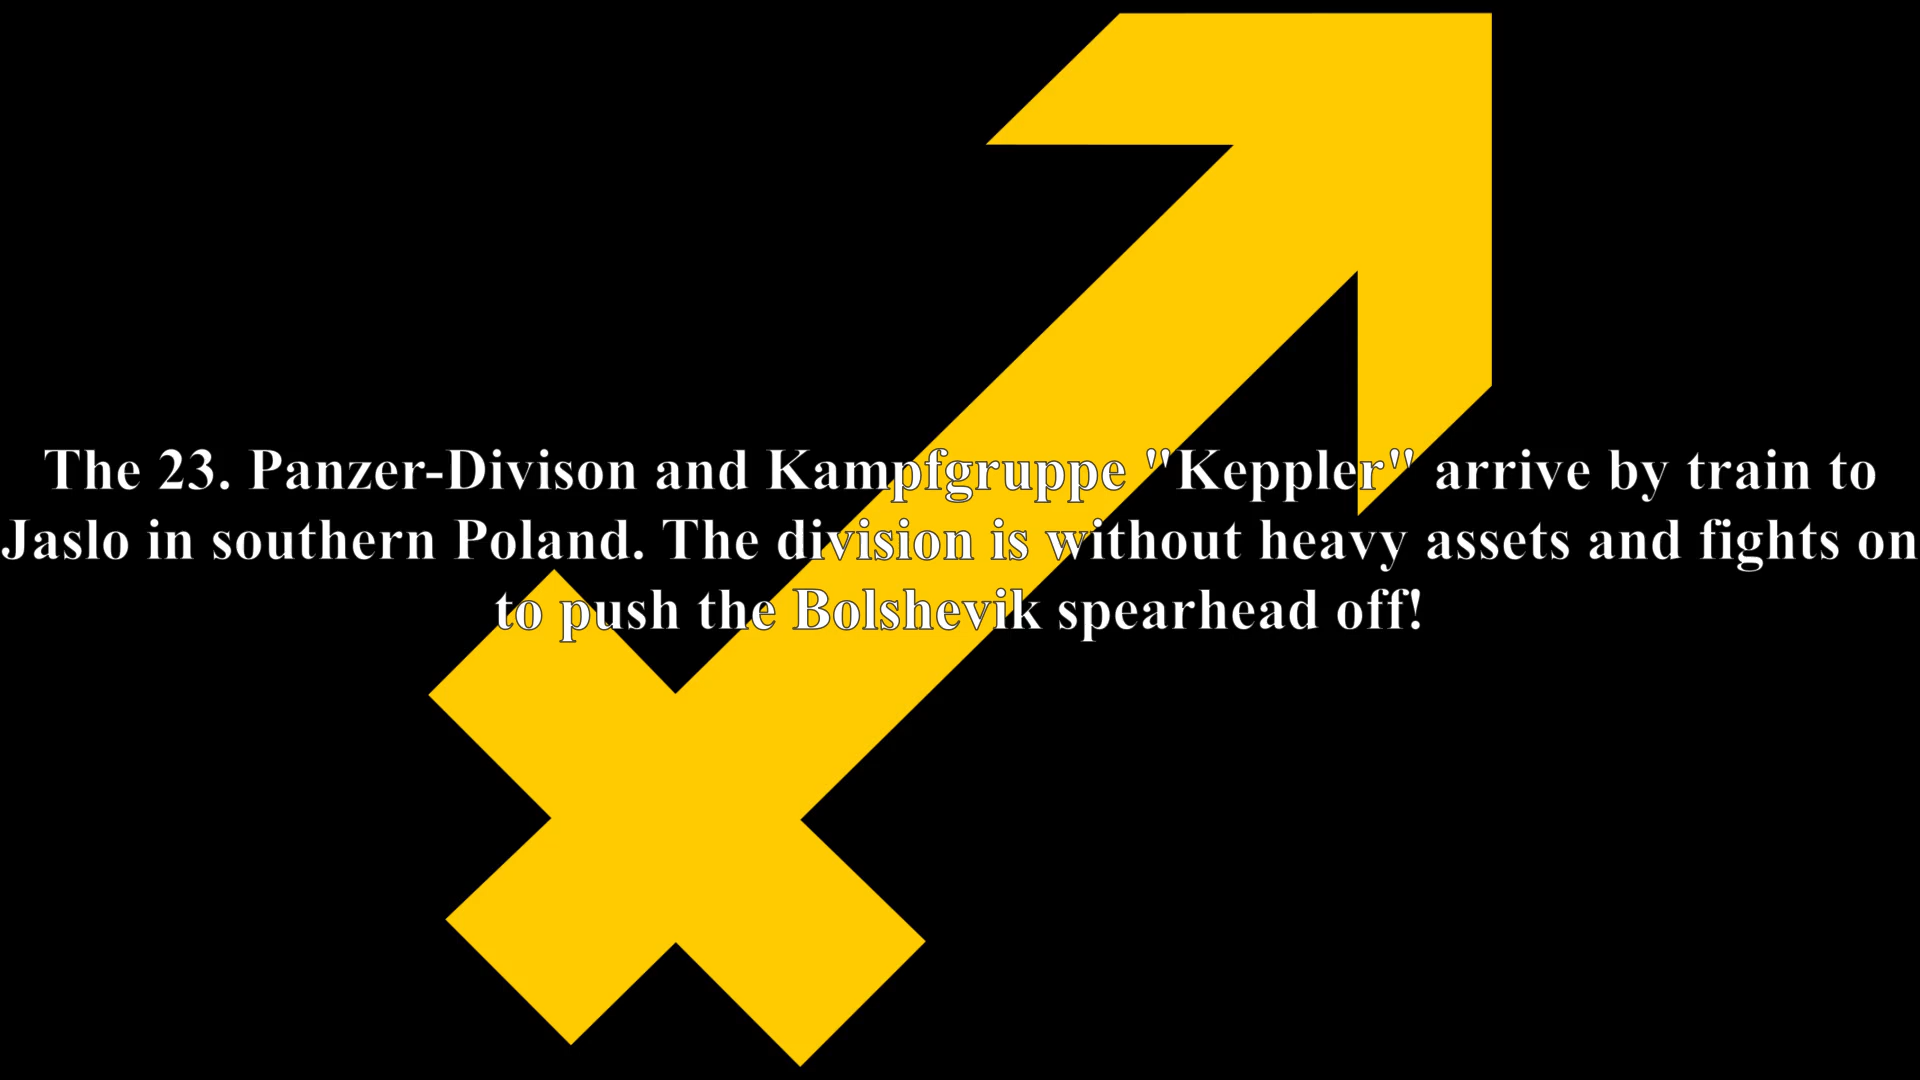 The 23. Panzer-Divison and Kampfgruppe "Keppler" arrive by train to
Jaslo in southern Poland. The division is without heavy assets and fights on
to push the Bolshevik spearhead off!